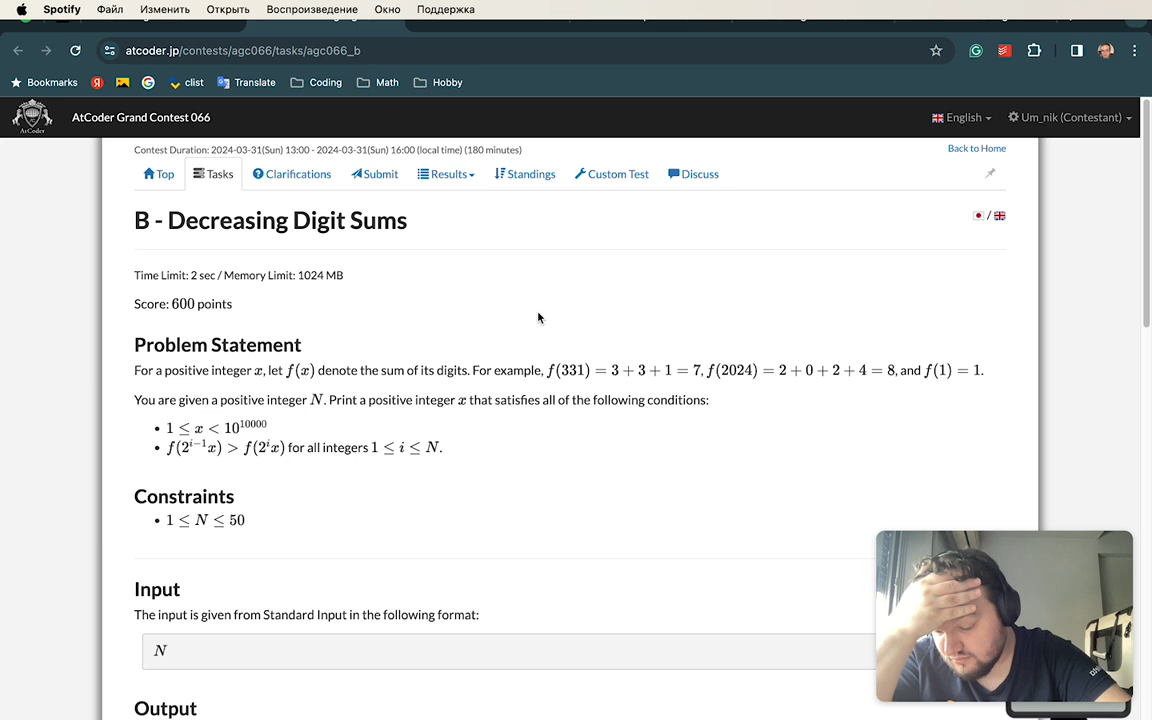 Spotify Файл Изменить Открыть Воспроизведение Окно Поддержка
atcoder.jp/contests/agc066/tasks/agc066_b
Bookmarks Я G clist Translate Coding Math Hobby
AtCoder Grand Contest 066 English Um_nik (Contestant)
AtCoder
Contest Duration: 2024-03-31(Sun) 13:00 - 2024-03-31(Sun) 16:00 (local time) (180 minutes) Back to Home
Top Tasks Clarifications Submit Results Standings Custom Test Discuss
B - Decreasing Digit Sums /
Time Limit: 2 sec / Memory Limit: 1024 MB
Score: 600 points
Problem Statement
For a positive integer x, let f(x) denote the sum of its digits. For example, f(331) = 3 + 3 + 1 = 7, f(2024) = 2 + 0 + 2 + 4 = 8, and f(1) = 1.
You are given a positive integer N. Print a positive integer x that satisfies all of the following conditions:
• 1 ≤ x < 10^10000
• f(2^{i−1}x) > f(2^i x) for all integers 1 ≤ i ≤ N.
Constraints
• 1 ≤ N ≤ 50
Input
The input is given from Standard Input in the following format:
N
Output